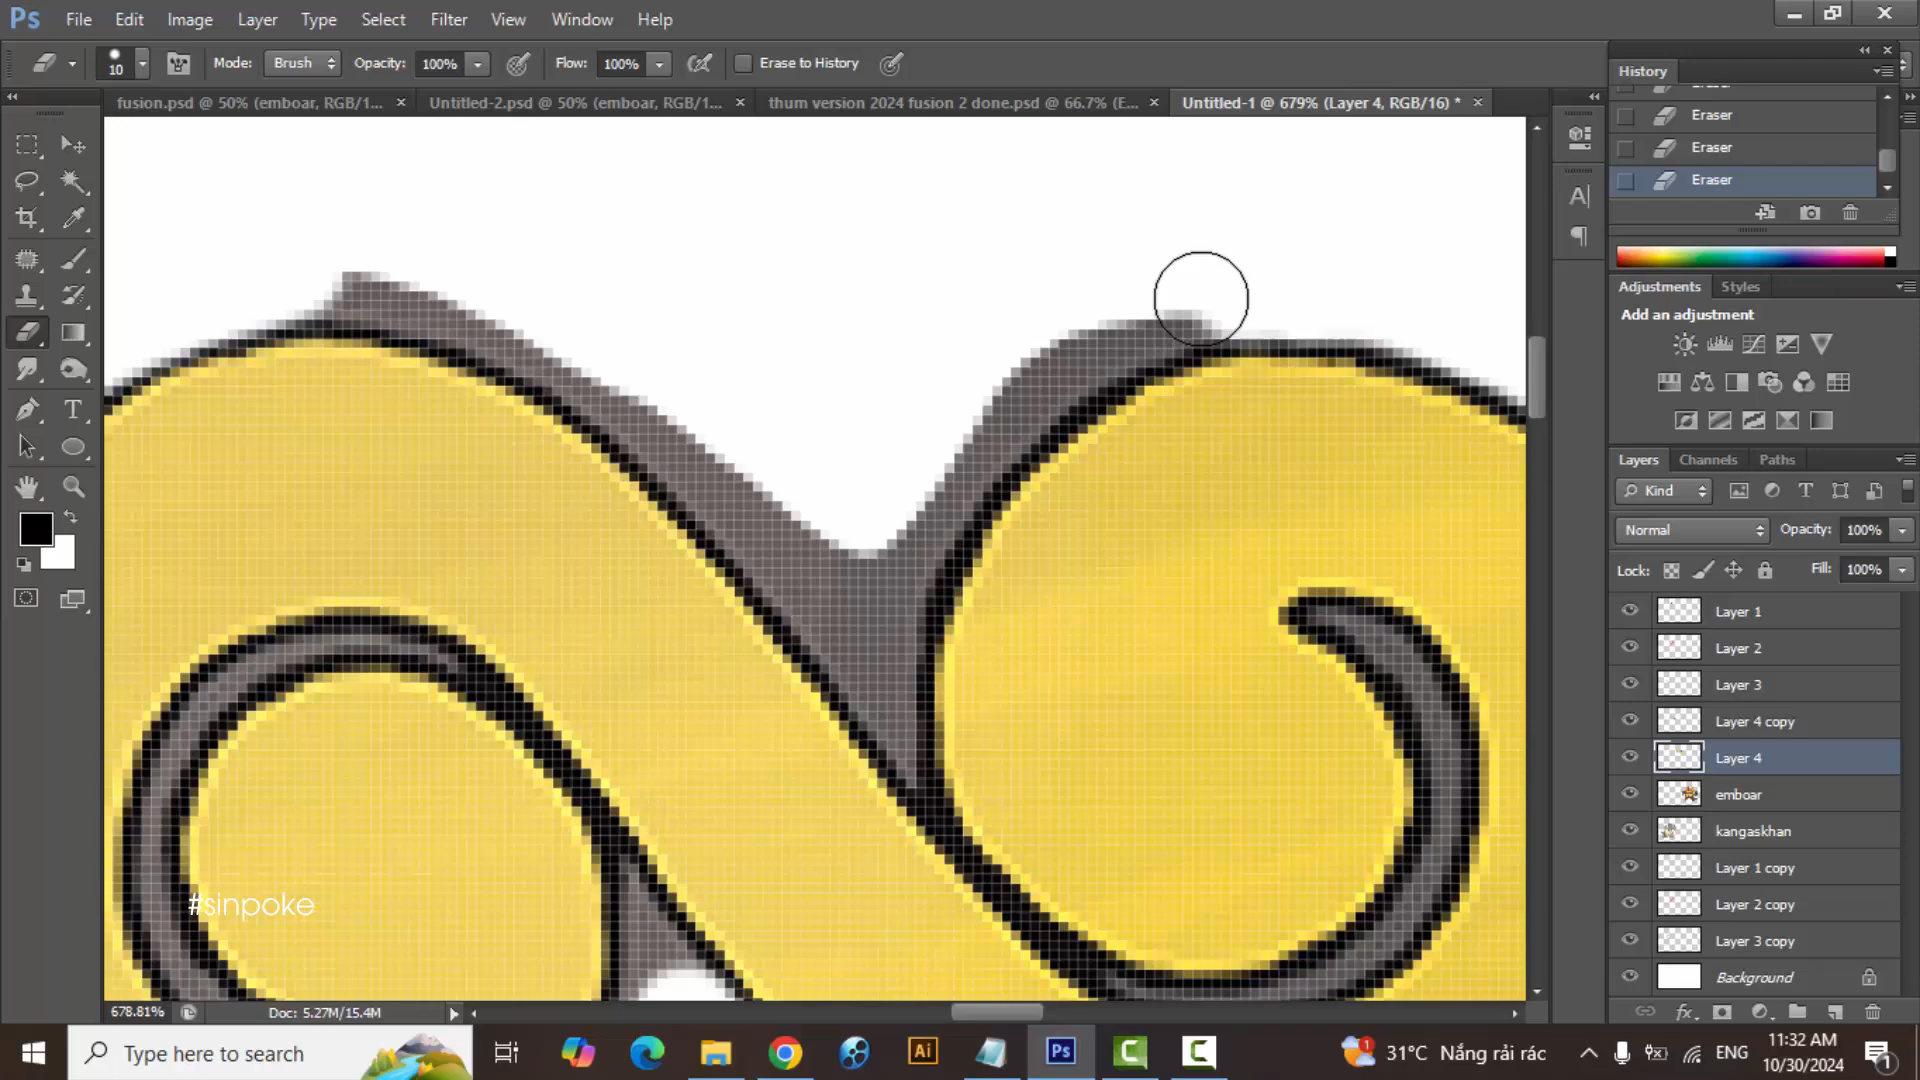 Ps File Edit Image Layer Type Select Filter View Window Help
10 Mode: Brush Opacity: 100% Flow: 100% Erase to History
fusion.psd @ 50% (emboar, RGB/1... Untitled-2.psd @ 50% (emboar, RGB/1... thum version 2024 fusion 2 done.psd @ 66.7% (E... Untitled-1 @ 679% (Layer 4, RGB/16) *
History
Eraser
Eraser
Eraser
Adjustments Styles
Add an adjustment
Layers Channels Paths
Kind
Normal Opacity: 100%
Lock: Fill: 100%
Layer 1
Layer 2
Layer 3
Layer 4 copy
Layer 4
emboar
kangaskhan
Layer 1 copy
Layer 2 copy
Layer 3 copy
Background
#sinpoke
678.81% Doc: 5.27M/15.4M
Type here to search
Ai Ps
1 31°C Nắng rải rác ENG 11:32 AM
10/30/2024 1